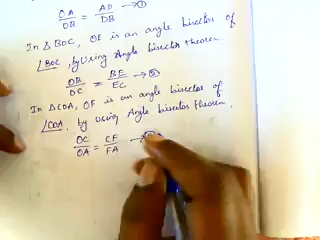 OA/OB = AD/DB → ①
In △BOC, OE is an angle bisector of
∠BOC, by Using Angle bisector theorem.
OB/OC = BE/EC → ②
In △COA, OF is an angle bisector of
∠COA, by using Angle bisector theorem.
OC/OA = CF/FA →